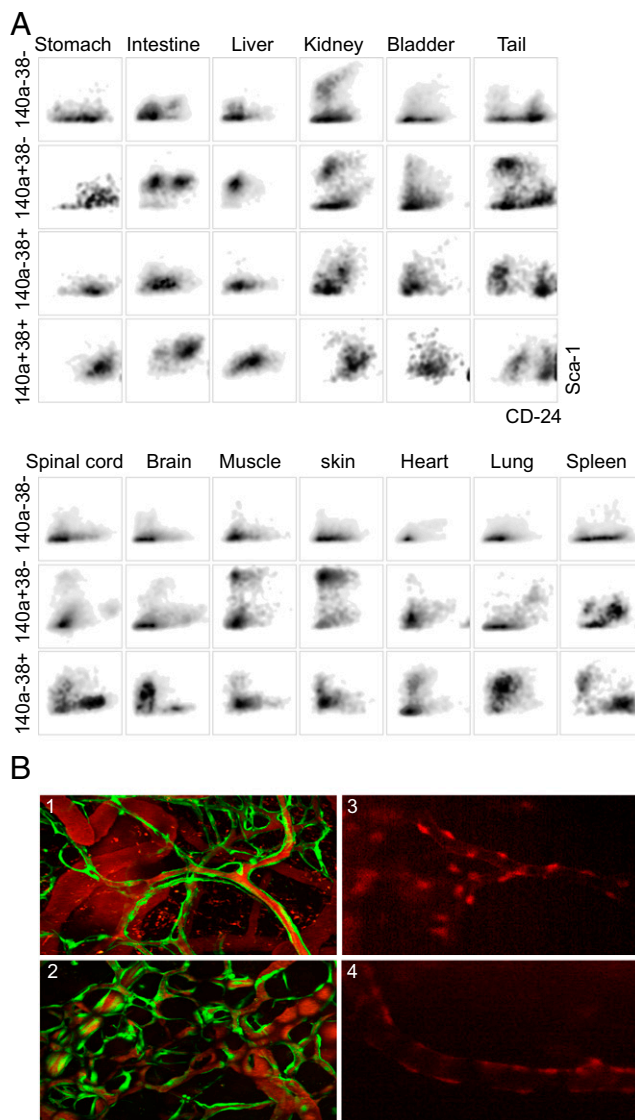 A
Stomach Intestine Liver Kidney Bladder Tail
140a-38-
140a+38-
140a-38+
140a+38+
Sca-1
CD-24
Spinal cord Brain Muscle skin Heart Lung Spleen
140a-38-
140a+38-
140a-38+
B
1
3
2
4